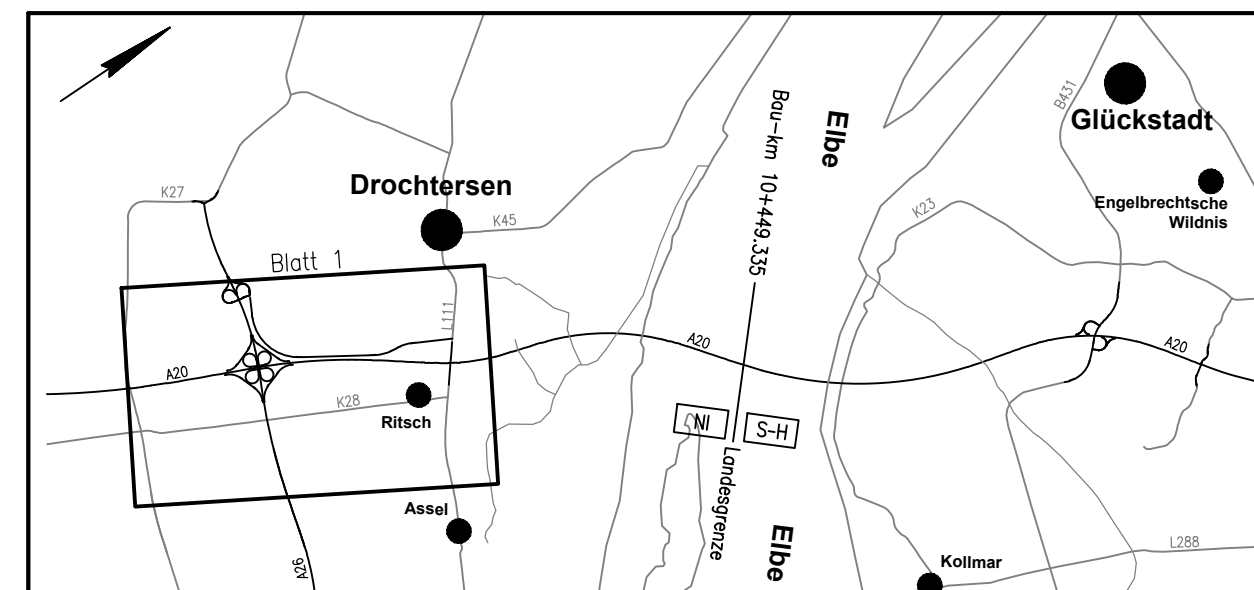 B431
Glückstadt
Elbe
Bau-km 10+449.335
Engelbrechtsche
Wildnis
K27
Drochtersen
K45
K23
Blatt 1
L111
A20
A20
A20
K28
Ritsch
NI
S-H
Landesgrenze
Assel
Elbe
A26
L288
Kollmar